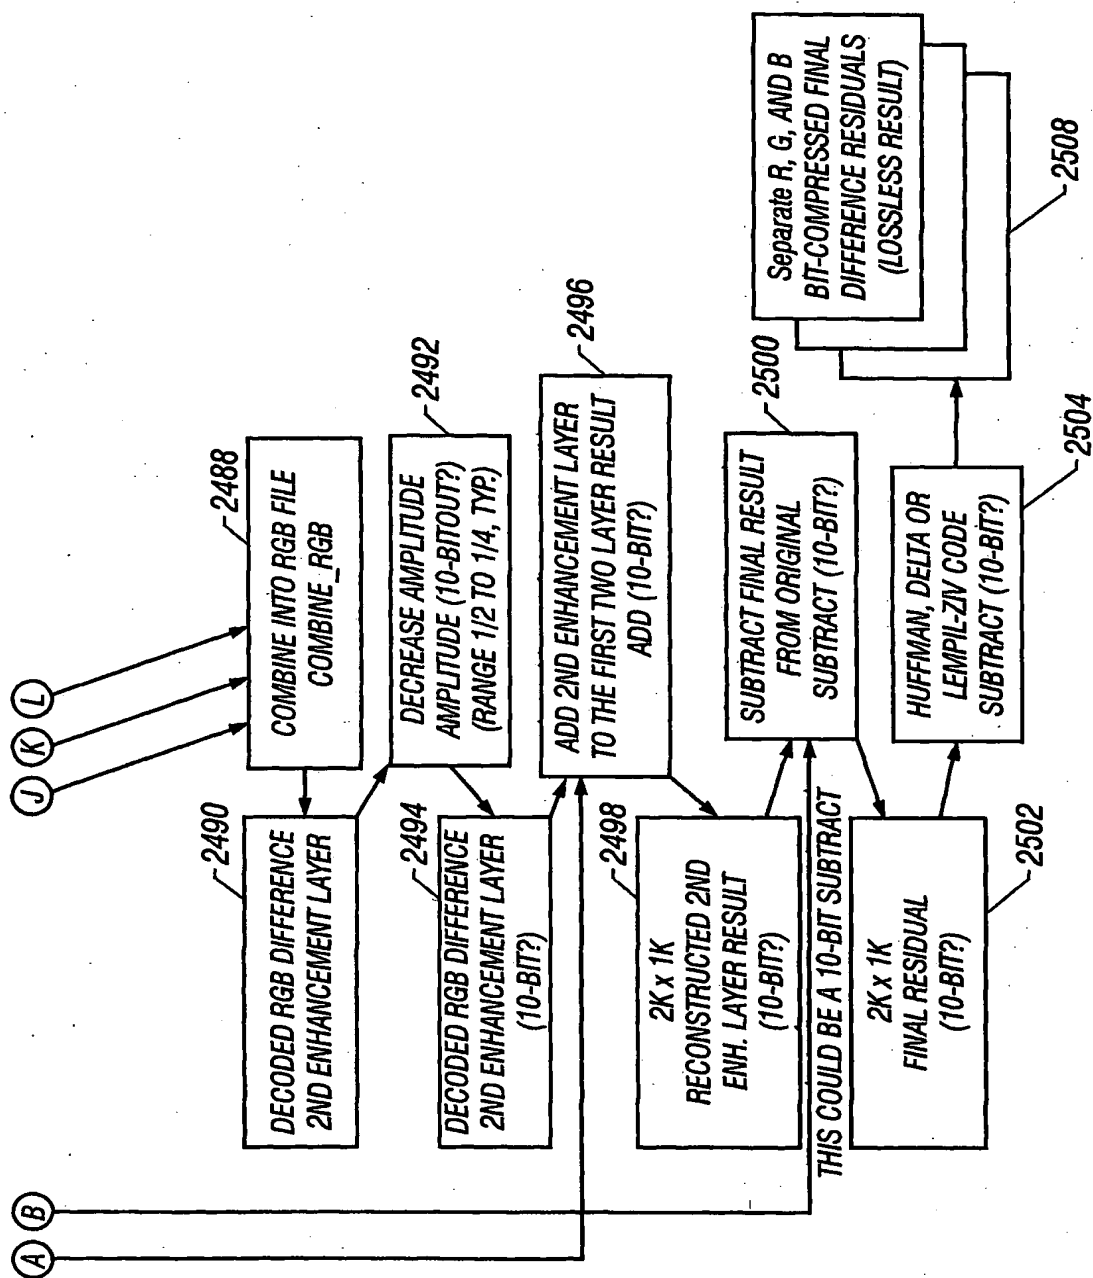 J
K
L
A
B
COMBINE INTO RGB FILE
COMBINE_RGB
2488
DECODED RGB DIFFERENCE
2ND ENHANCEMENT LAYER
2490
DECREASE AMPLITUDE
AMPLITUDE (10-BITOUT?)
(RANGE 1/2 TO 1/4, TYP.)
2492
DECODED RGB DIFFERENCE
2ND ENHANCEMENT LAYER
(10-BIT?)
2494
ADD 2ND ENHANCEMENT LAYER
TO THE FIRST TWO LAYER RESULT
ADD (10-BIT?)
2496
2K x 1K
RECONSTRUCTED 2ND
ENH. LAYER RESULT
(10-BIT?)
2498
SUBTRACT FINAL RESULT
FROM ORIGINAL
SUBTRACT (10-BIT?)
2500
THIS COULD BE A 10-BIT SUBTRACT
2K x 1K
FINAL RESIDUAL
(10-BIT?)
2502
HUFFMAN, DELTA OR
LEMPIL-ZIV CODE
SUBTRACT (10-BIT?)
2504
Separate R, G, AND B
BIT-COMPRESSED FINAL
DIFFERENCE RESIDUALS
(LOSSLESS RESULT)
2508